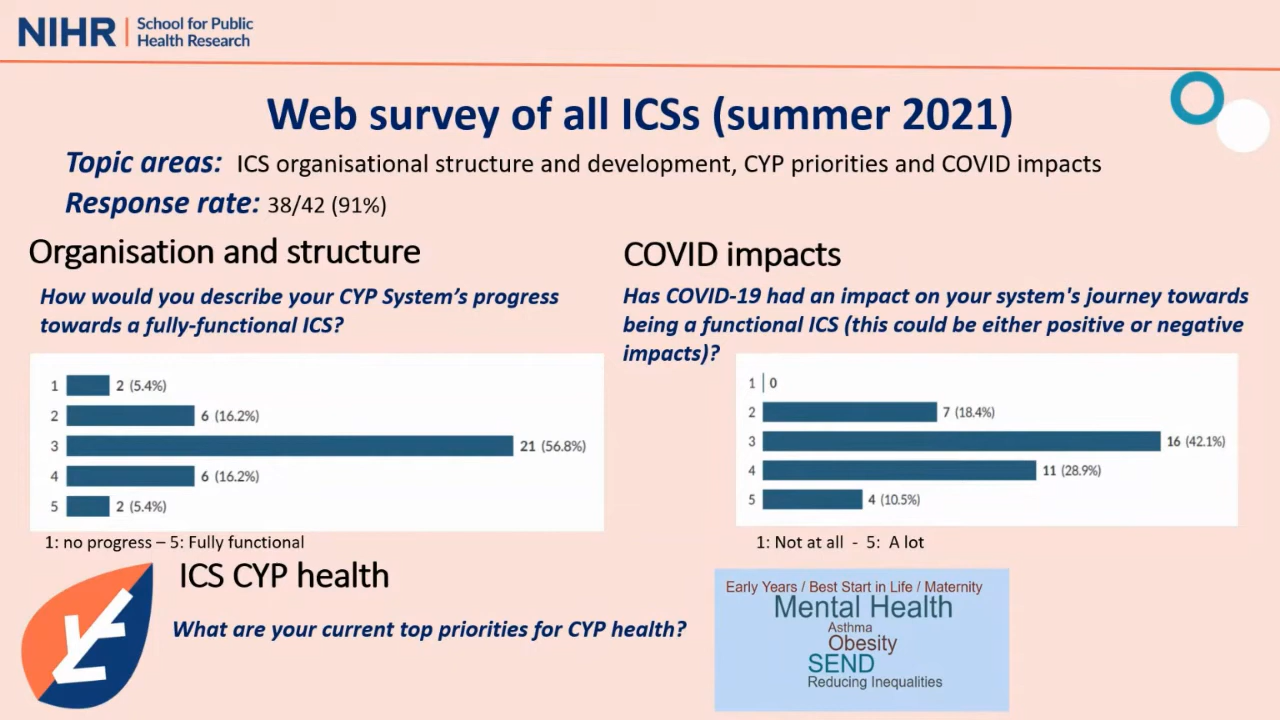 NIHR | School for Public
Health Research
Web survey of all ICSs (summer 2021)
Topic areas: ICS organisational structure and development, CYP priorities and COVID impacts
Response rate: 38/42 (91%)
Organisation and structure
How would you describe your CYP System's progress
towards a fully-functional ICS?
1 2 (5.4%)
2 6 (16.2%)
3 21 (56.8%)
4 6 (16.2%)
5 2 (5.4%)
1: no progress – 5: Fully functional
COVID impacts
Has COVID-19 had an impact on your system's journey towards
being a functional ICS (this could be either positive or negative
impacts)?
1 0
2 7 (18.4%)
3 16 (42.1%)
4 11 (28.9%)
5 4 (10.5%)
1: Not at all - 5: A lot
ICS CYP health
What are your current top priorities for CYP health?
Early Years / Best Start in Life / Maternity
Mental Health
Asthma
Obesity
SEND
Reducing Inequalities